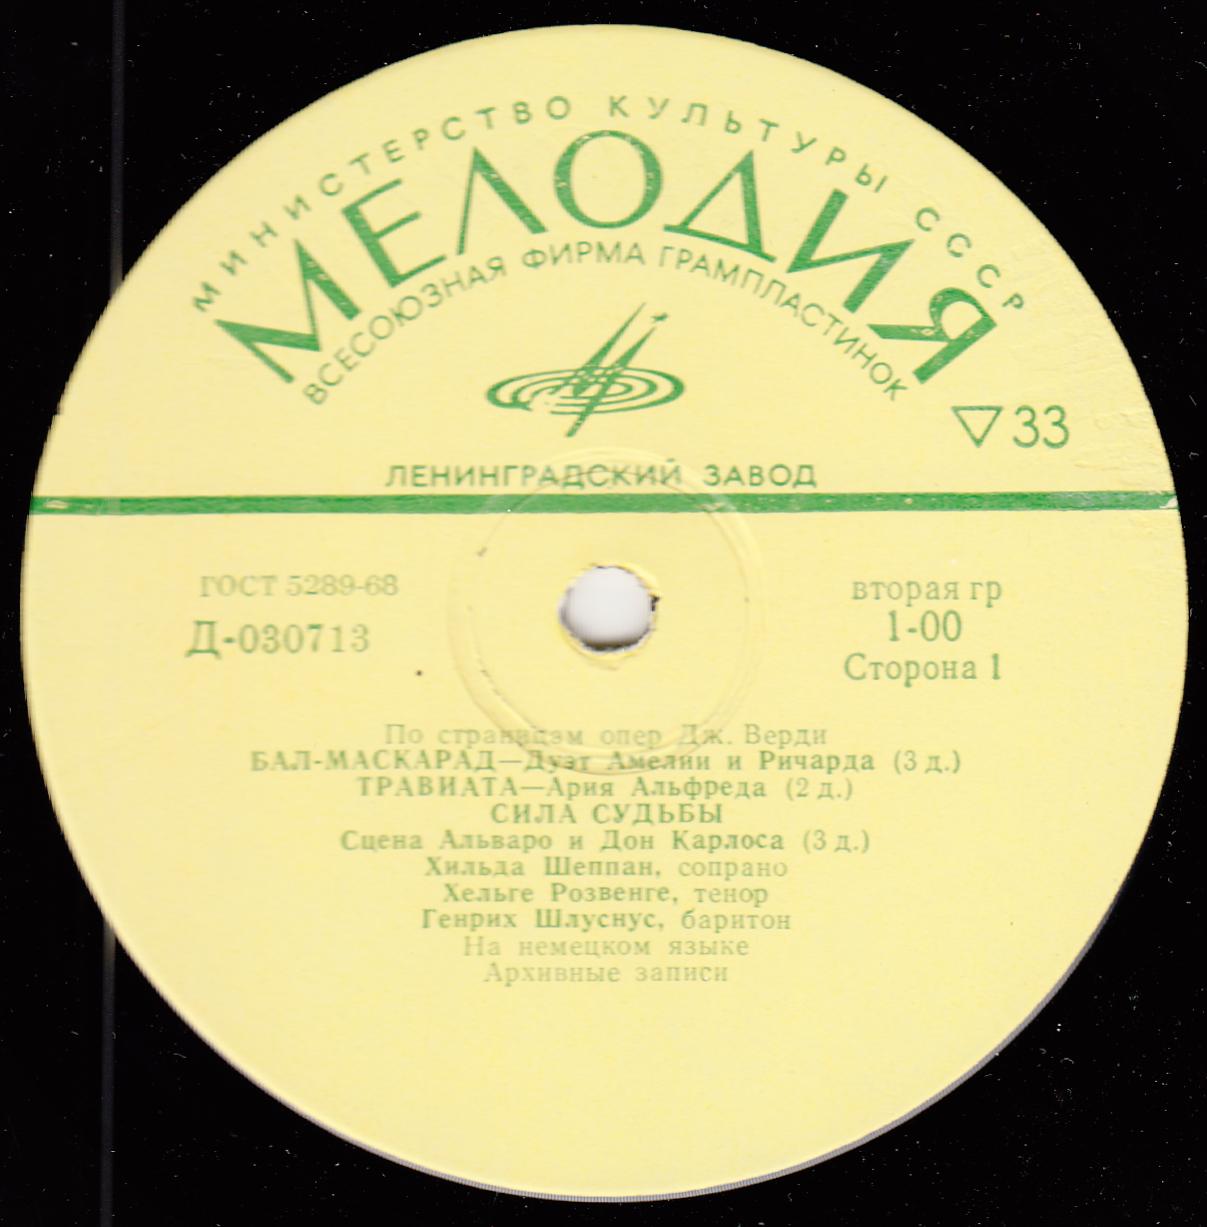 МИНИСТЕРСТВО КУЛЬТУРЫ СССР
МЕЛОДИЯ
ВСЕСОЮЗНАЯ ФИРМА ГРАМПЛАСТИНОК
▽33
ЛЕНИНГРАДСКИЙ ЗАВОД
ГОСТ 5289-68
Д-030713
вторая гр
1-00
Сторона 1
По страницам опер Дж. Верди
БАЛ-МАСКАРАД—Дуэт Амелии и Ричарда (3 д.)
ТРАВИАТА—Ария Альфреда (2 д.)
СИЛА СУДЬБЫ
Сцена Альваро и Дон Карлоса (3 д.)
Хильда Шеппан, сопрано
Хельге Розвенге, тенор
Генрих Шлуснус, баритон
На немецком языке
Архивные записи